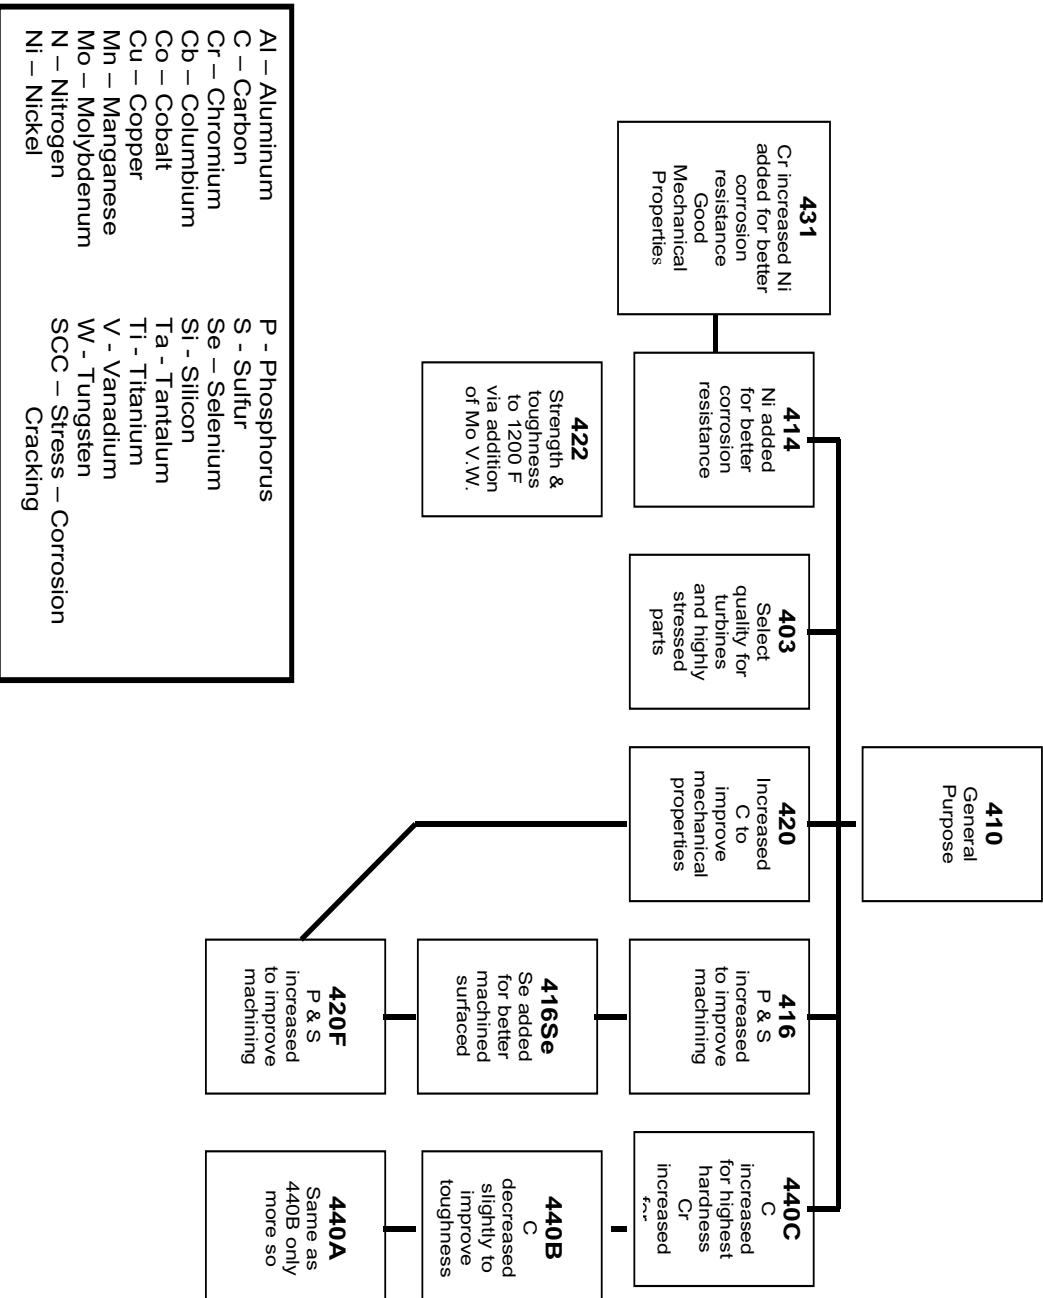 410
General
Purpose
414
Ni added
for better
corrosion
resistance
403
Select
quality for
turbines
and highly
stressed
parts
420
Increased
C to
improve
mechanical
properties
416
P & S
increased
to improve
machining
440C
C
increased
for highest
hardness
Cr
increased
for
431
Cr increased Ni
added for better
corrosion
resistance
Good
Mechanical
Properties
422
Strength &
toughness
to 1200 F
via addition
of Mo V.W.
416Se
Se added
for better
machined
surfaced
440B
C
decreased
slightly to
improve
toughness
420F
P & S
increased
to improve
machining
440A
Same as
440B only
more so
Al – Aluminum
C – Carbon
Cr – Chromium
Cb – Columbium
Co – Cobalt
Cu – Copper
Mn – Manganese
Mo – Molybdenum
N – Nitrogen
Ni – Nickel
P - Phosphorus
S - Sulfur
Se – Selenium
Si - Silicon
Ta - Tantalum
Ti - Titanium
V - Vanadium
W - Tungsten
SCC – Stress – Corrosion
Cracking